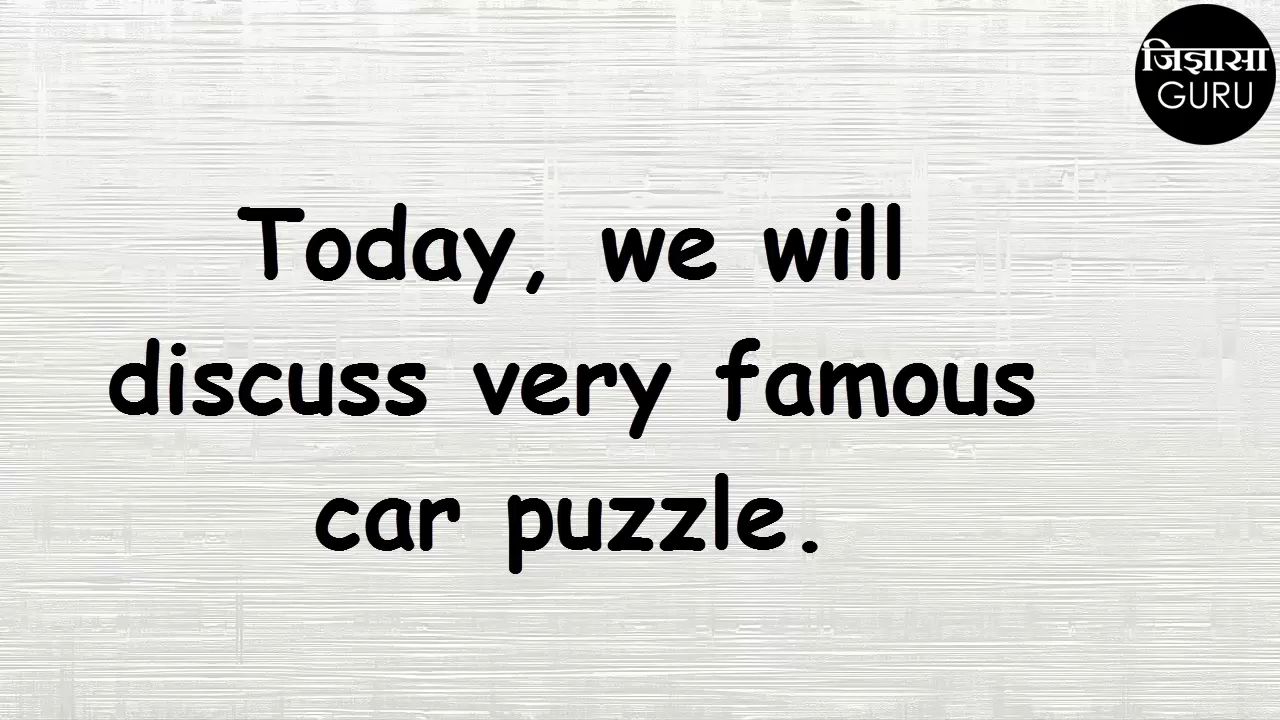 जिज्ञासा
GURU
Today, we will
discuss very famous
car puzzle.